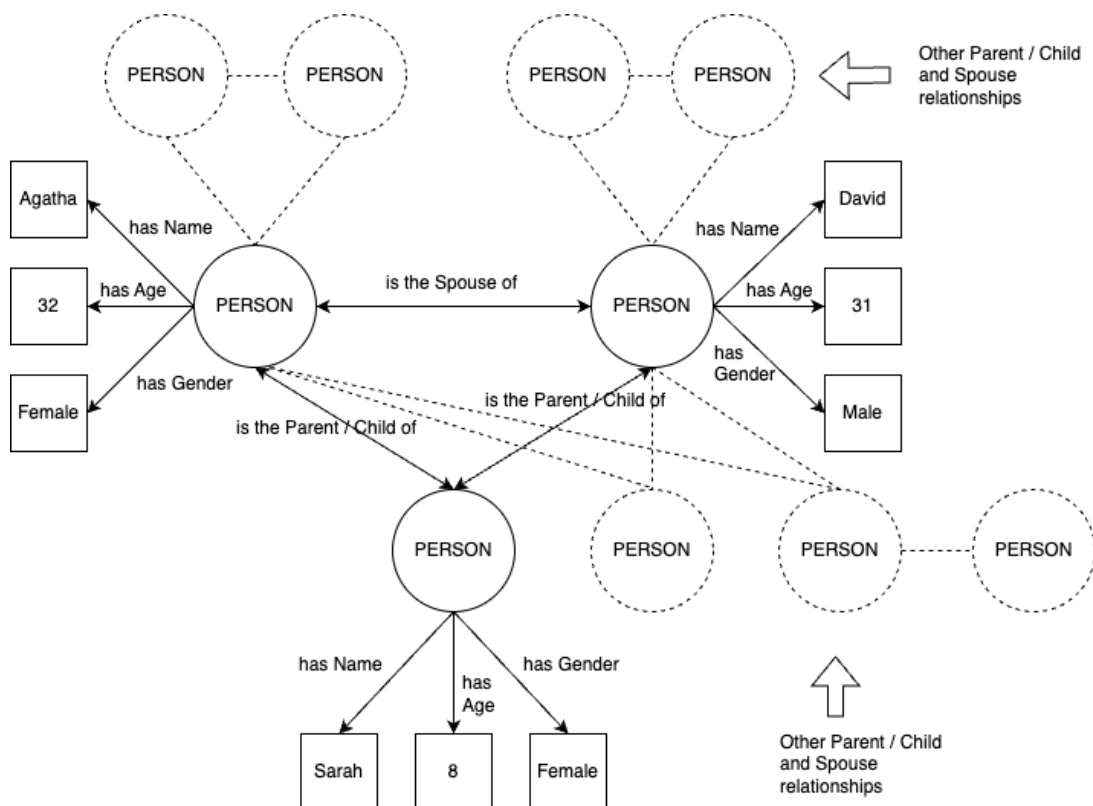 PERSON
PERSON
PERSON
PERSON
Other Parent / Child
and Spouse
relationships
Agatha
has Name
32
has Age
PERSON
Female
has Gender
is the Spouse of
PERSON
has Name
David
has Age
31
has
Gender
Male
is the Parent / Child of
is the Parent / Child of
PERSON
PERSON
PERSON
PERSON
has Name
has
Age
has Gender
Sarah
8
Female
Other Parent / Child
and Spouse
relationships